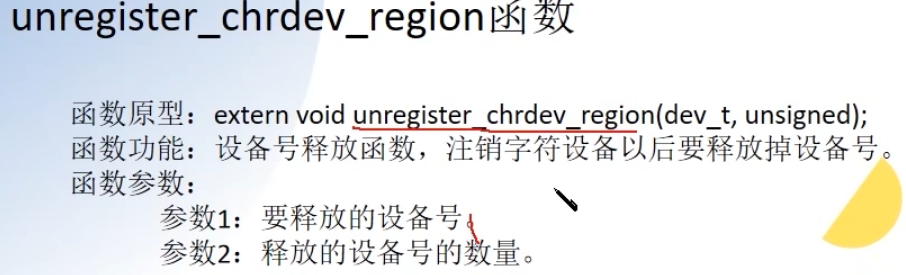 unregister_chrdev_region函数
函数原型：extern void unregister_chrdev_region(dev_t, unsigned);
函数功能：设备号释放函数，注销字符设备以后要释放掉设备号。
函数参数：
参数1：要释放的设备号。
参数2：释放的设备号的数量。